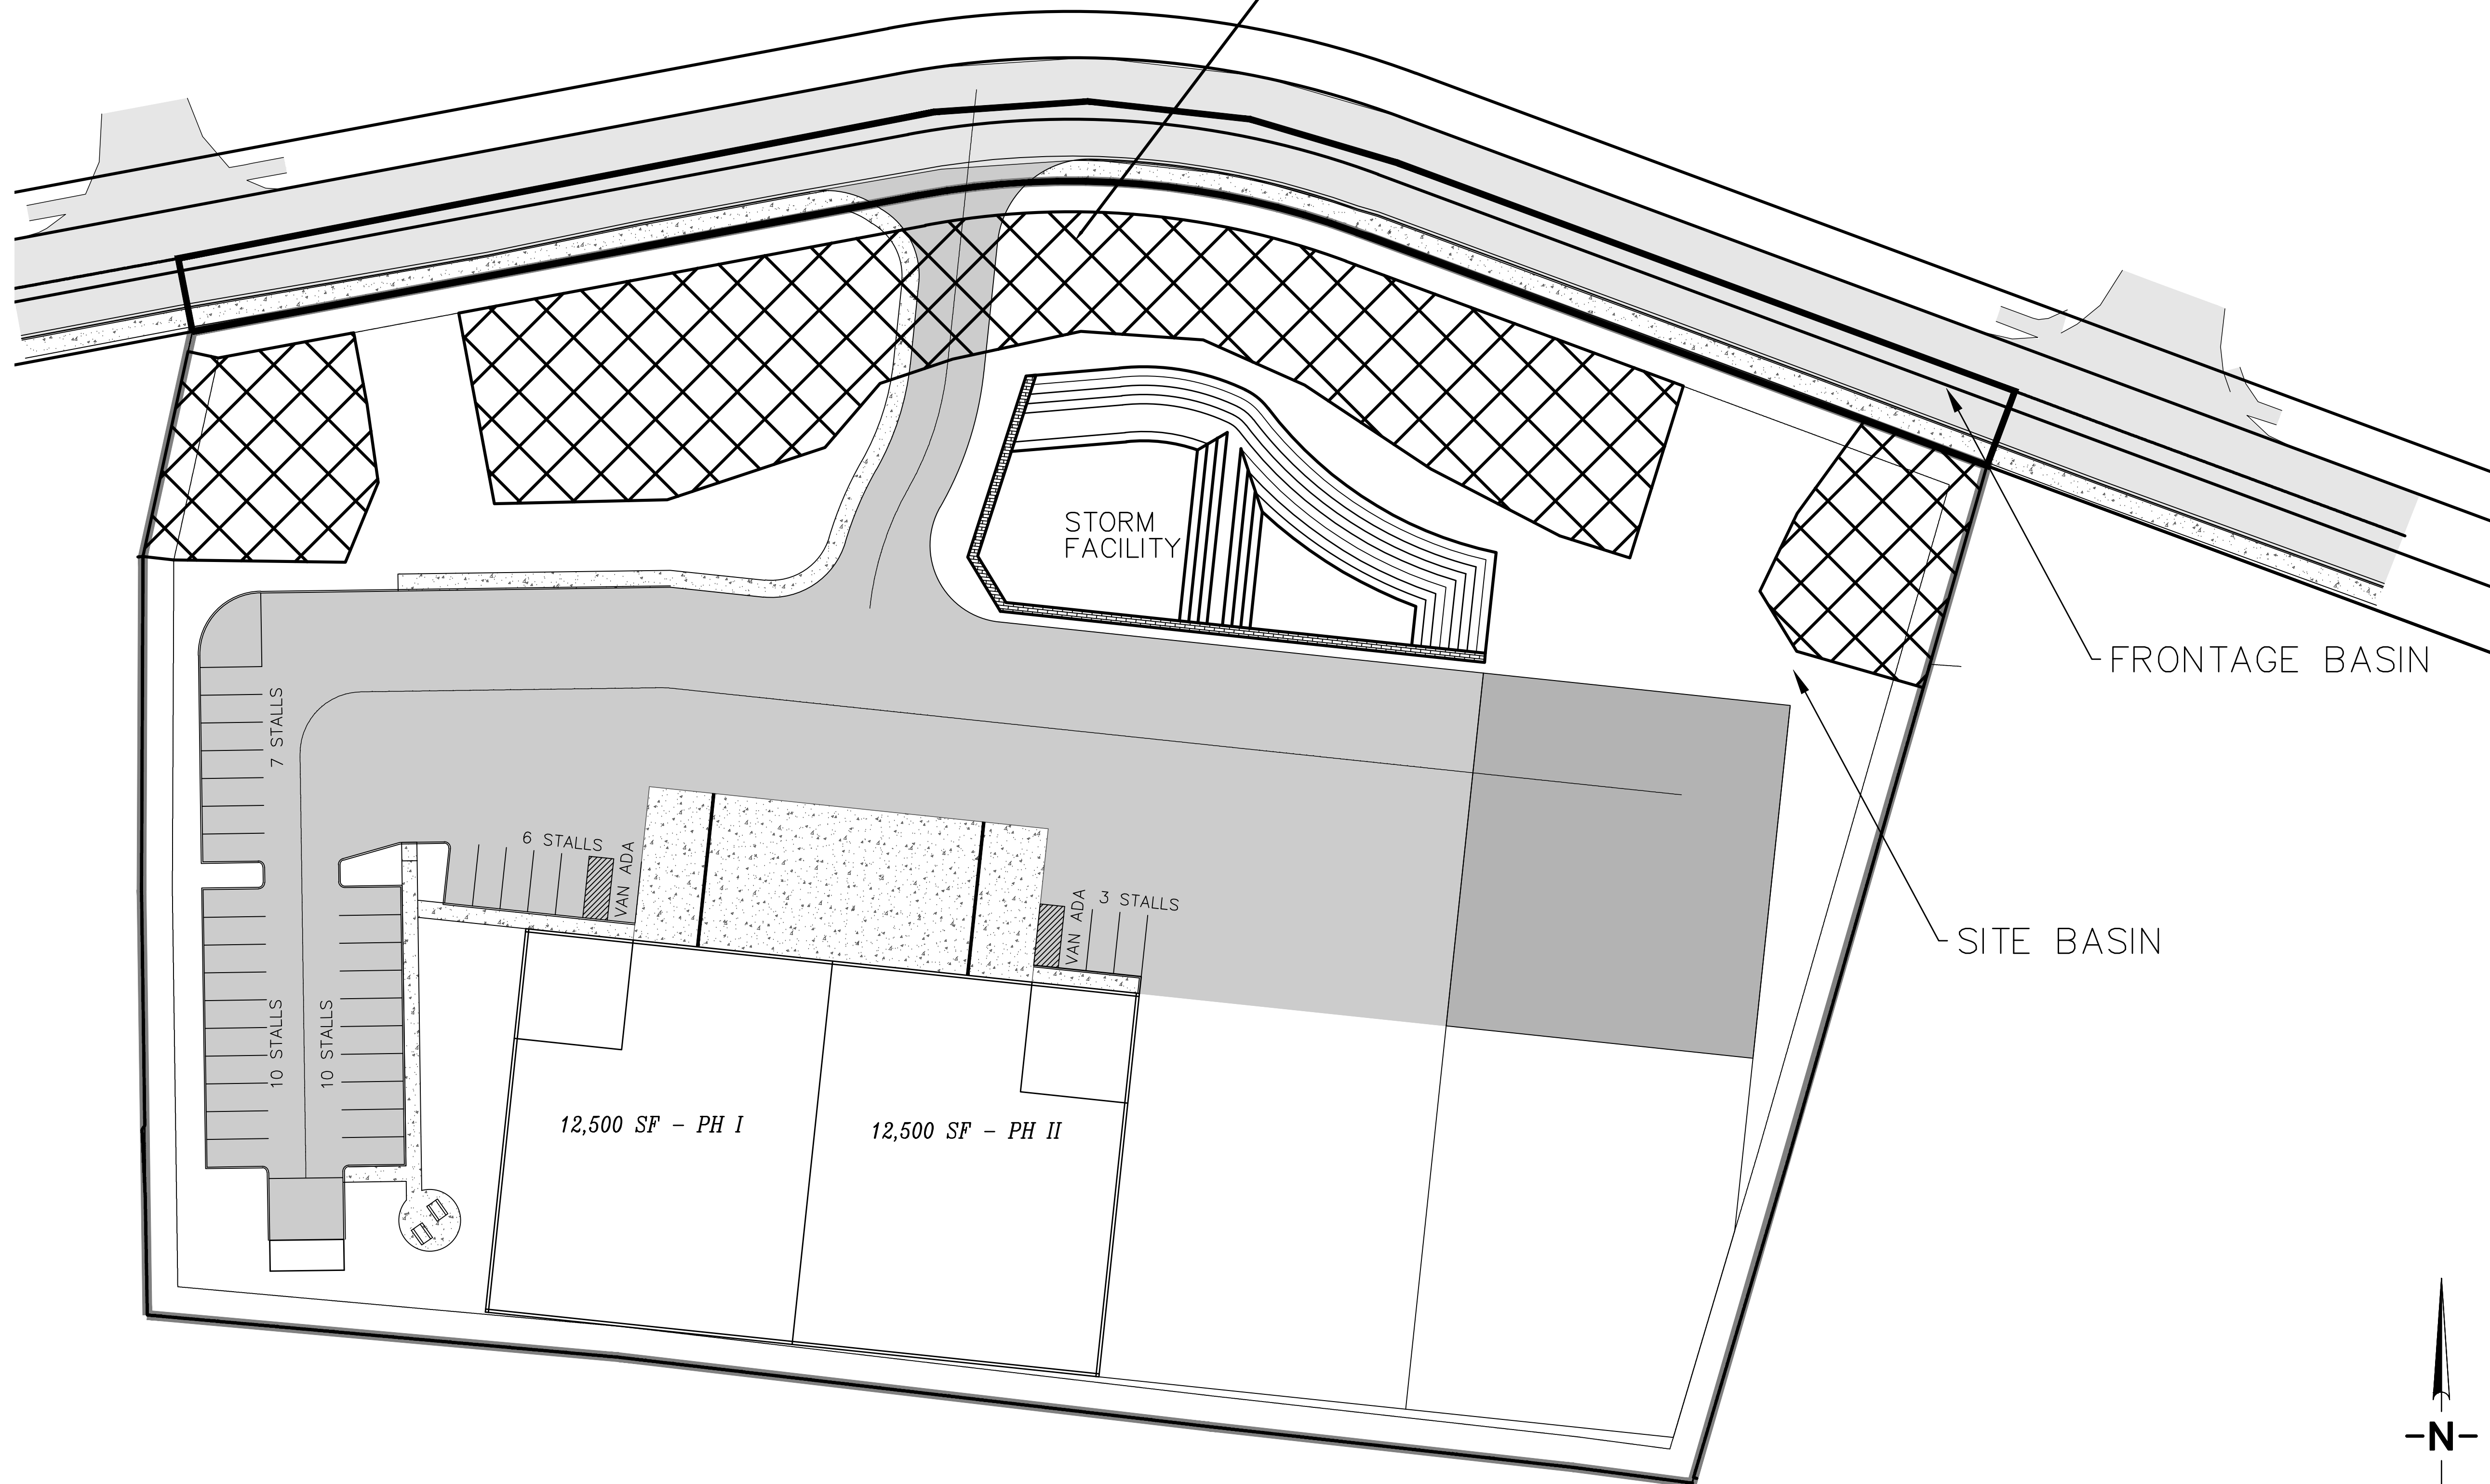 STORM
FACILITY
FRONTAGE BASIN
7 STALLS
6 STALLS
VAN ADA
VAN ADA
3 STALLS
SITE BASIN
10 STALLS
10 STALLS
12,500 SF - PH I
12,500 SF - PH II
N